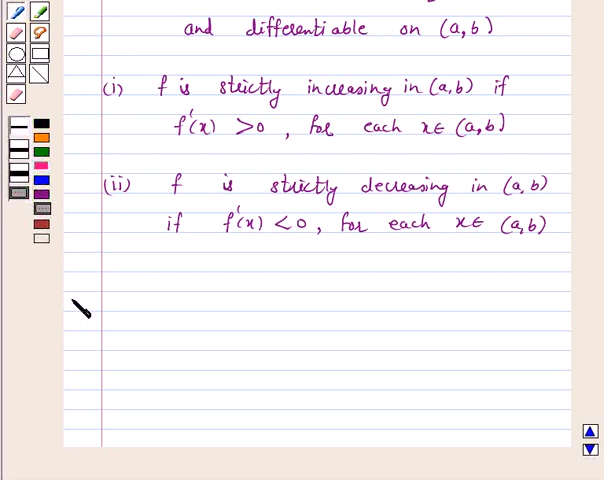 and differentiable on (a,b)
(i) f is strictly increasing in (a,b) if
f'(x) >0, for each x∈ (a,b)
(ii) f is strictly decreasing in (a,b)
if f'(x) <0, for each x∈ (a,b)